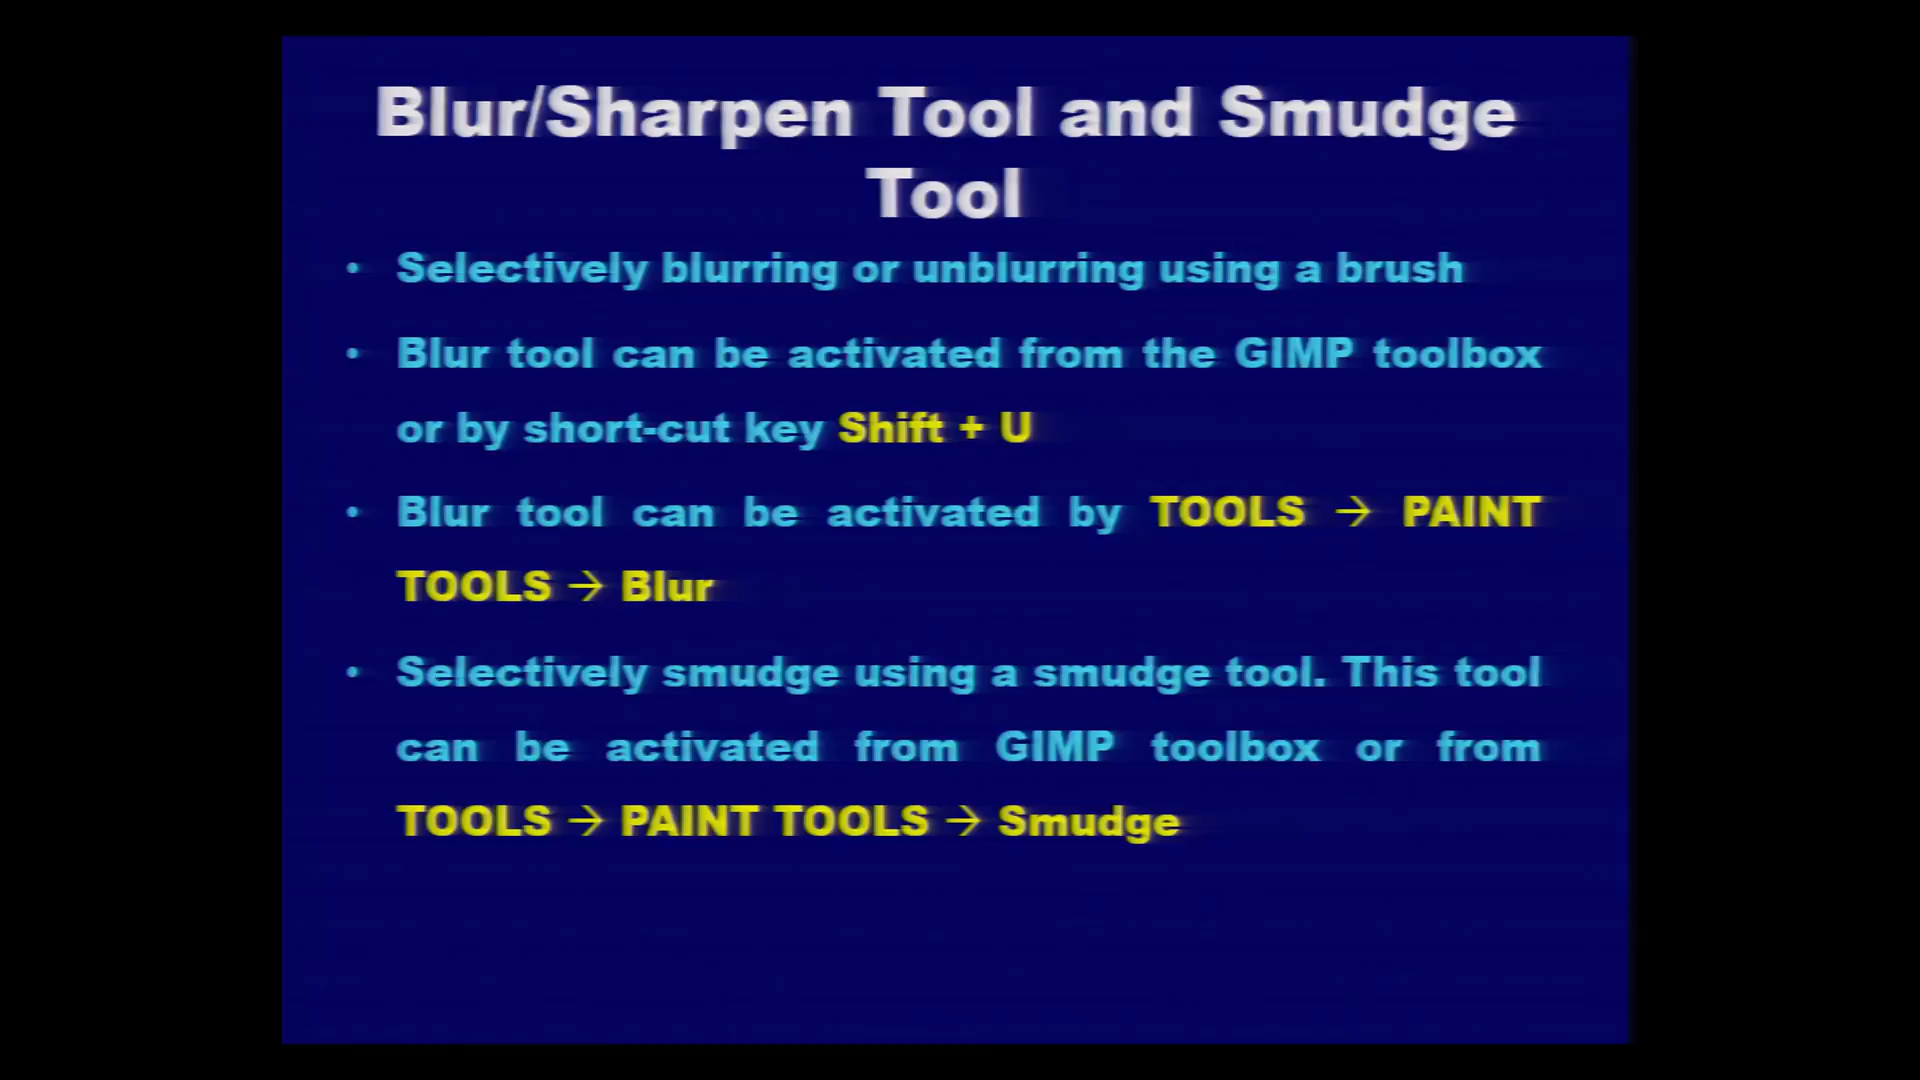 Blur/Sharpen Tool and Smudge
Tool
• Selectively blurring or unblurring using a brush
• Blur tool can be activated from the GIMP toolbox
or by short-cut key Shift + U
• Blur tool can be activated by TOOLS → PAINT
TOOLS → Blur
• Selectively smudge using a smudge tool. This tool
can be activated from GIMP toolbox or from
TOOLS → PAINT TOOLS → Smudge